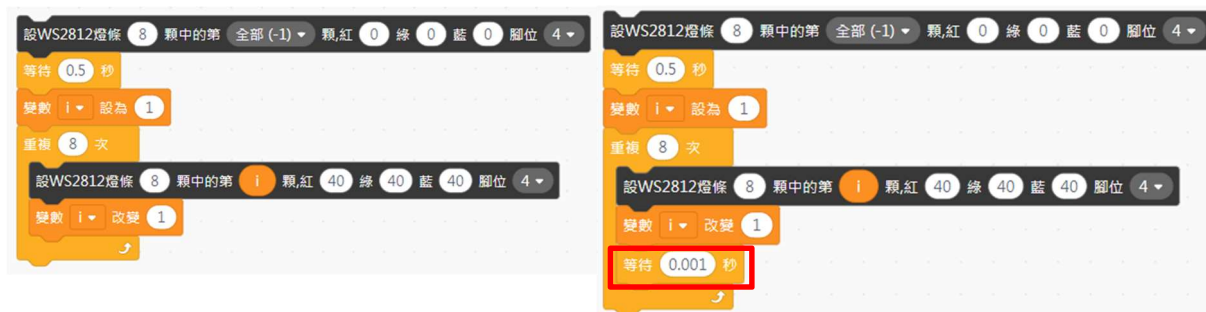 設WS2812燈條 8 顆中的第 全部 (-1) 顆,紅 0 綠 0 藍 0 腳位 4
等待 0.5 秒
變數 i 設為 1
重複 8 次
設WS2812燈條 8 顆中的第 i 顆,紅 40 綠 40 藍 40 腳位 4
變數 i 改變 1
設WS2812燈條 8 顆中的第 全部 (-1) 顆,紅 0 綠 0 藍 0 腳位 4
等待 0.5 秒
變數 i 設為 1
重複 8 次
設WS2812燈條 8 顆中的第 i 顆,紅 40 綠 40 藍 40 腳位 4
變數 i 改變 1
等待 0.001 秒